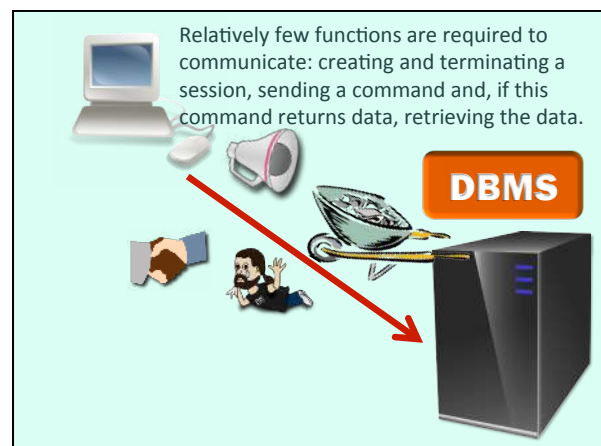 Relatively few functions are required to
communicate: creating and terminating a
session, sending a command and, if this
command returns data, retrieving the data.
DBMS